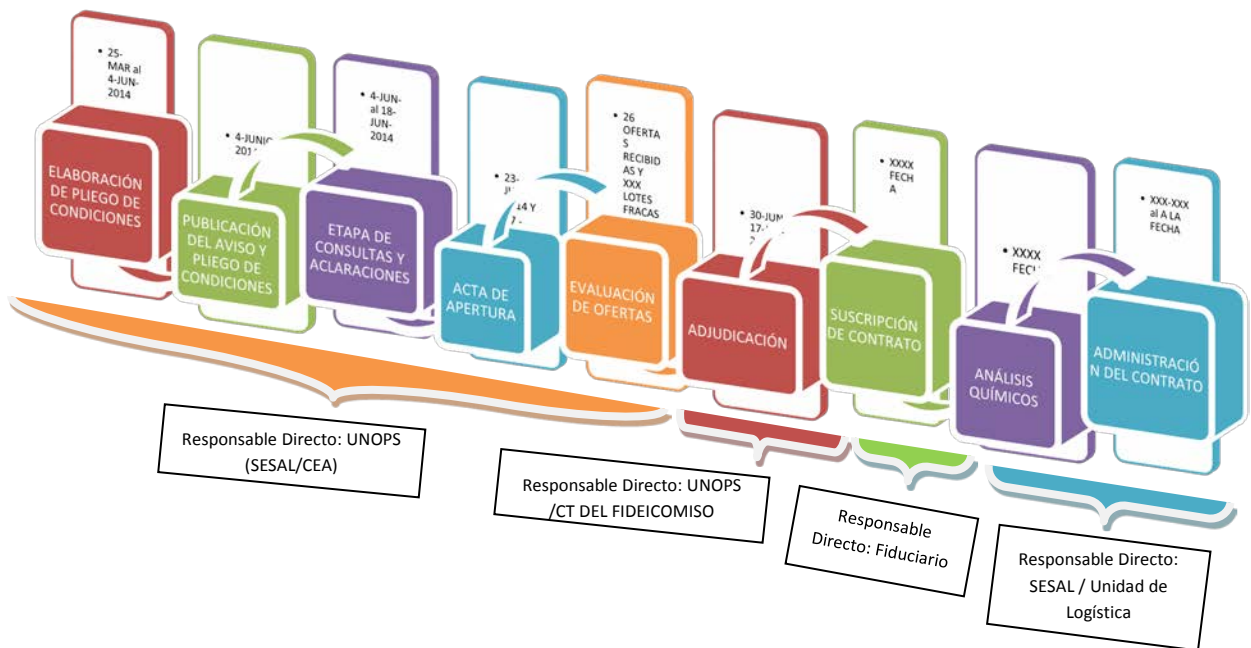 • 25-
MAR al
4-JUN-
2014
ELABORACIÓN
DE PLIEGO DE
CONDICIONES
• 4-JUNIO
PUBLICACIÓN
DEL AVISO Y
PLIEGO DE
CONDICIONES
• 4-JUN-
al 18-
JUN-
2014
ETAPA DE
CONSULTAS Y
ACLARACIONES
• 23-
14 Y
ACTA DE
APERTURA
• 26
OFERTA
S
RECIBID
AS Y
XXX
LOTES
FRACAS
EVALUACIÓN
DE OFERTAS
• 30-JUN
17-
ADJUDICACIÓN
• XXXX
FECH
A
SUSCRIPCIÓN
DE CONTRATO
• XXXX
ANÁLISIS
QUÍMICOS
• XXX-XXX
al A LA
FECHA
ADMINISTRACIÓ
N DEL CONTRATO
Responsable Directo: UNOPS
(SESAL/CEA)
Responsable Directo: UNOPS
/CT DEL FIDEICOMISO
Responsable
Directo: Fiduciario
Responsable Directo:
SESAL / Unidad de
Logística